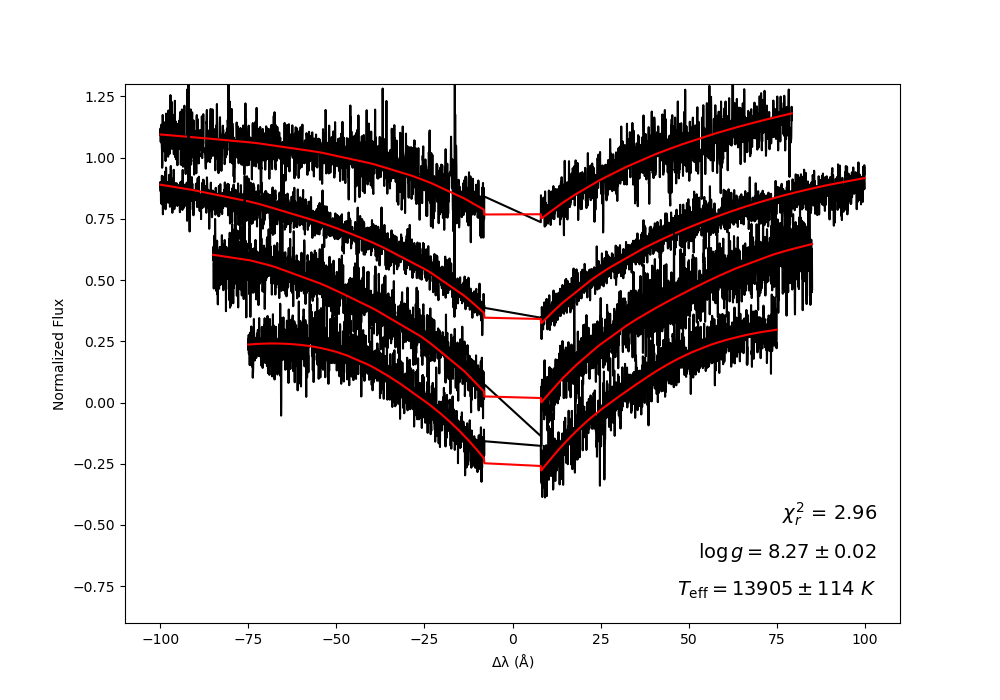 1.25
1.00
0.75
0.50
0.25
0.00
−0.25
−0.50
−0.75
Normalized Flux
χ²ᵣ = 2.96
log g = 8.27 ± 0.02
T_eff = 13905 ± 114 K
−100 −75 −50 −25 0 25 50 75 100
Δλ (Å)